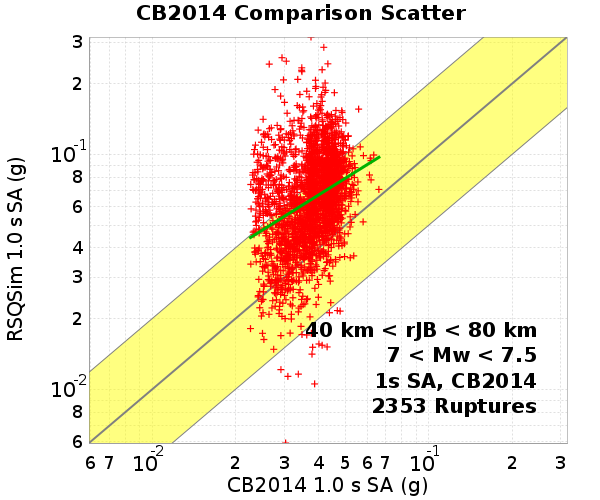 CB2014 Comparison Scatter
3
2
10-1
8
6
4
3
2
10-2
8
6
RSQSim 1.0 s SA (g)
40 km < rJB < 80 km
7 < Mw < 7.5
1s SA, CB2014
2353 Ruptures
6 7 10-2 2 3 4 5 6 7 10-1 2 3
CB2014 1.0 s SA (g)